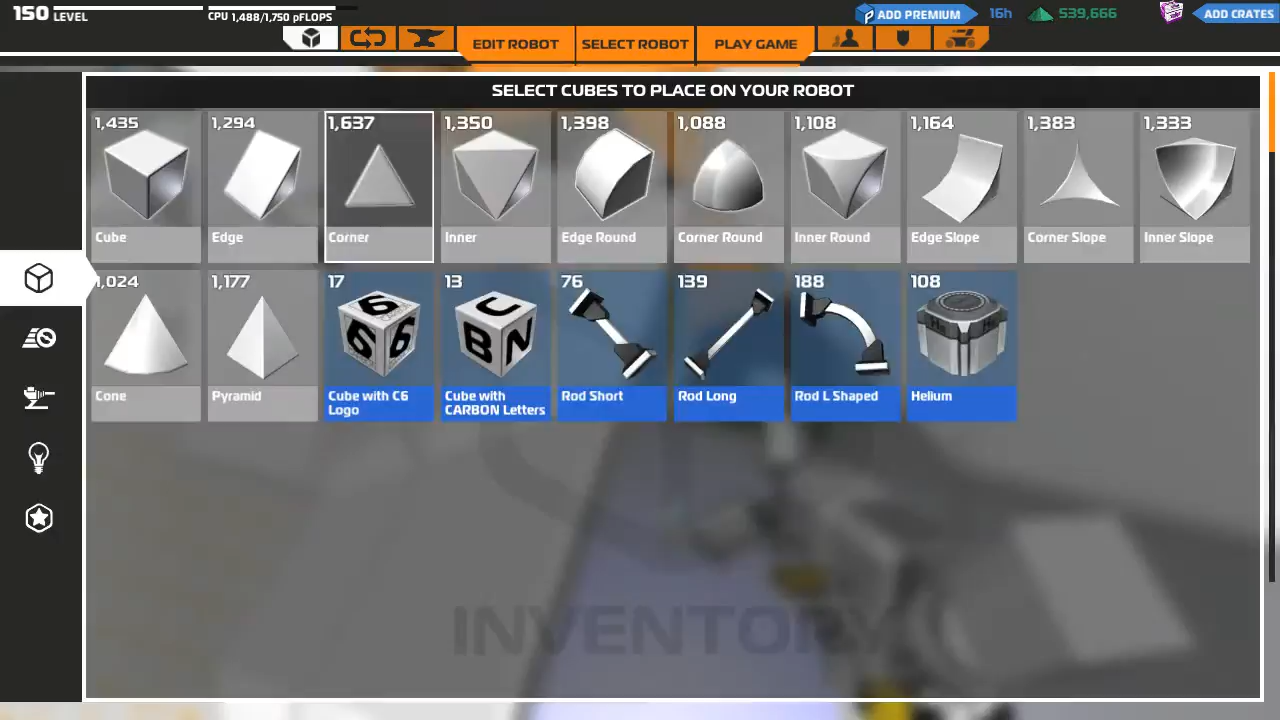 150 LEVEL
CPU 1,488/1,750 pFLOPS
ADD PREMIUM
16h
539,666
ADD CRATES
EDIT ROBOT
SELECT ROBOT
PLAY GAME
SELECT CUBES TO PLACE ON YOUR ROBOT
1,435
1,294
1,637
1,350
1,398
1,088
1,108
1,164
1,383
1,333
Cube
Edge
Corner
Inner
Edge Round
Corner Round
Inner Round
Edge Slope
Corner Slope
Inner Slope
1,024
1,177
17
13
76
139
188
108
6
6
6
C
B
N
Cone
Pyramid
Cube with C6
Logo
Cube with
CARBON Letters
Rod Short
Rod Long
Rod L Shaped
Helium
INVENTORY